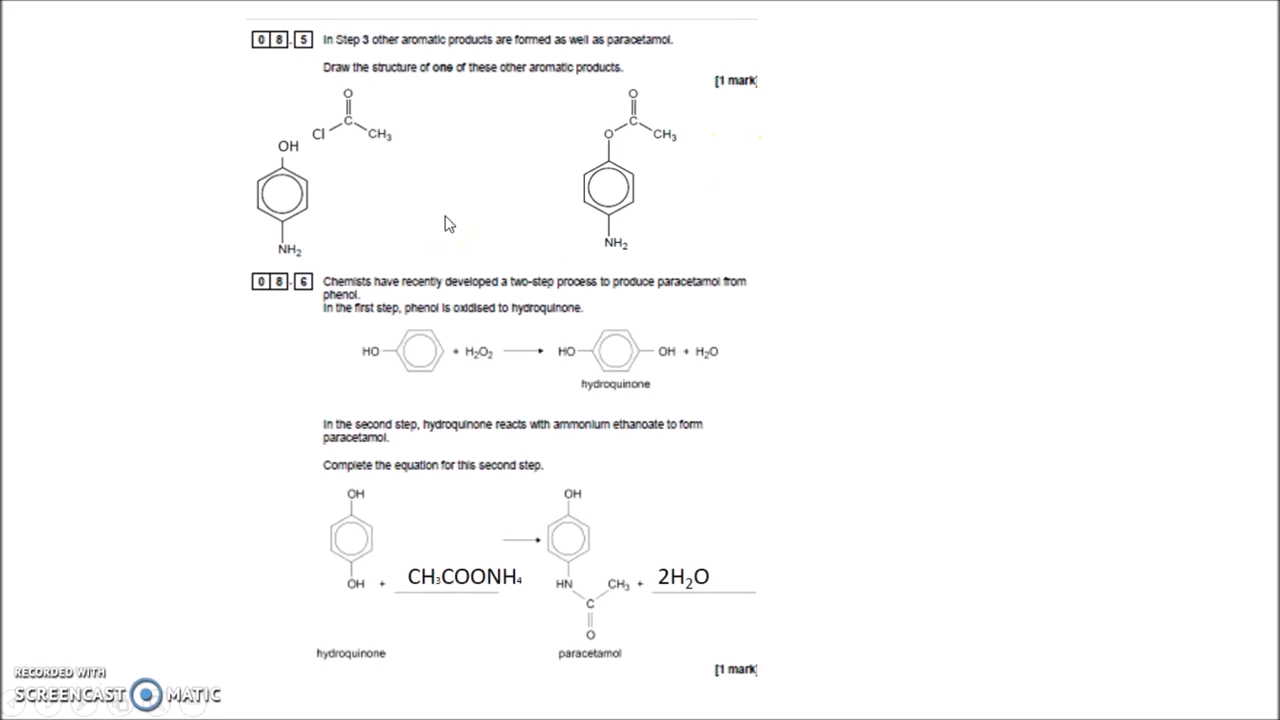 08.5 In Step 3 other aromatic products are formed as well as paracetamol.
Draw the structure of one of these other aromatic products.
[1 mark]
O
C
Cl CH₃
OH
NH₂
O
C
O CH₃
NH₂
08.6 Chemists have recently developed a two-step process to produce paracetamol from
phenol.
In the first step, phenol is oxidised to hydroquinone.
HO + H₂O₂ HO OH + H₂O
hydroquinone
In the second step, hydroquinone reacts with ammonium ethanoate to form
paracetamol.
Complete the equation for this second step.
OH OH
OH + CH₃COONH₄ HN CH₃ + 2H₂O
C
O
hydroquinone paracetamol
[1 mark]
RECORDED WITH
SCREENCAST MATIC